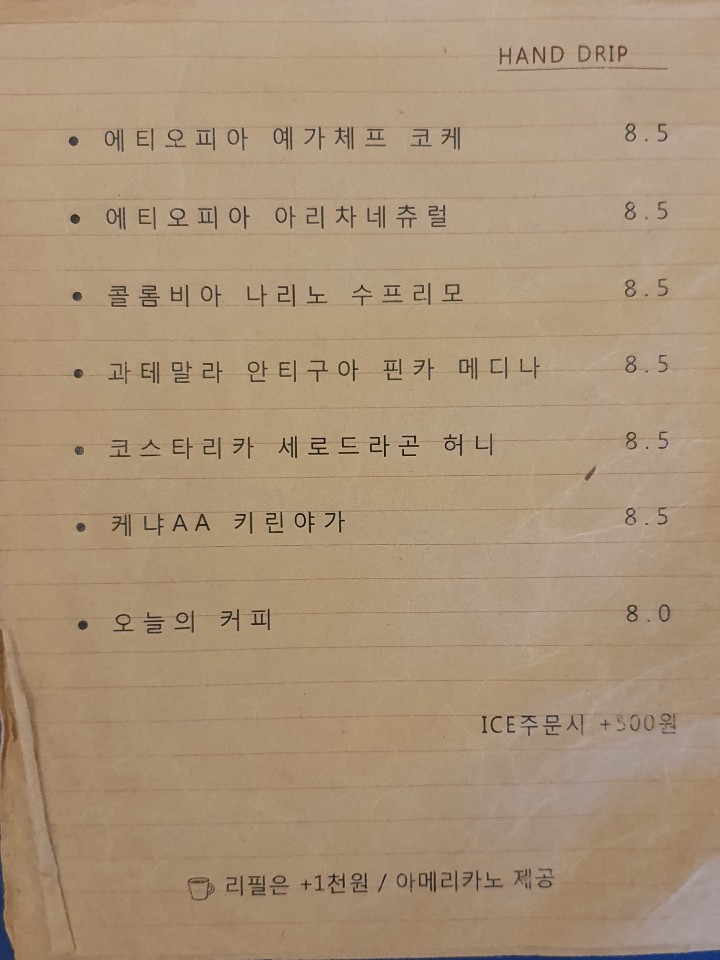 HAND DRIP
• 에티오피아 예가체프 코케 8.5
• 에티오피아 아리차네츄럴 8.5
• 콜롬비아 나리노 수프리모 8.5
• 과테말라 안티구아 핀카 메디나 8.5
• 코스타리카 세로드라곤 허니 8.5
• 케냐AA 키린야가 8.5
• 오늘의 커피 8.0
ICE주문시 +500원
리필은 +1천원 / 아메리카노 제공